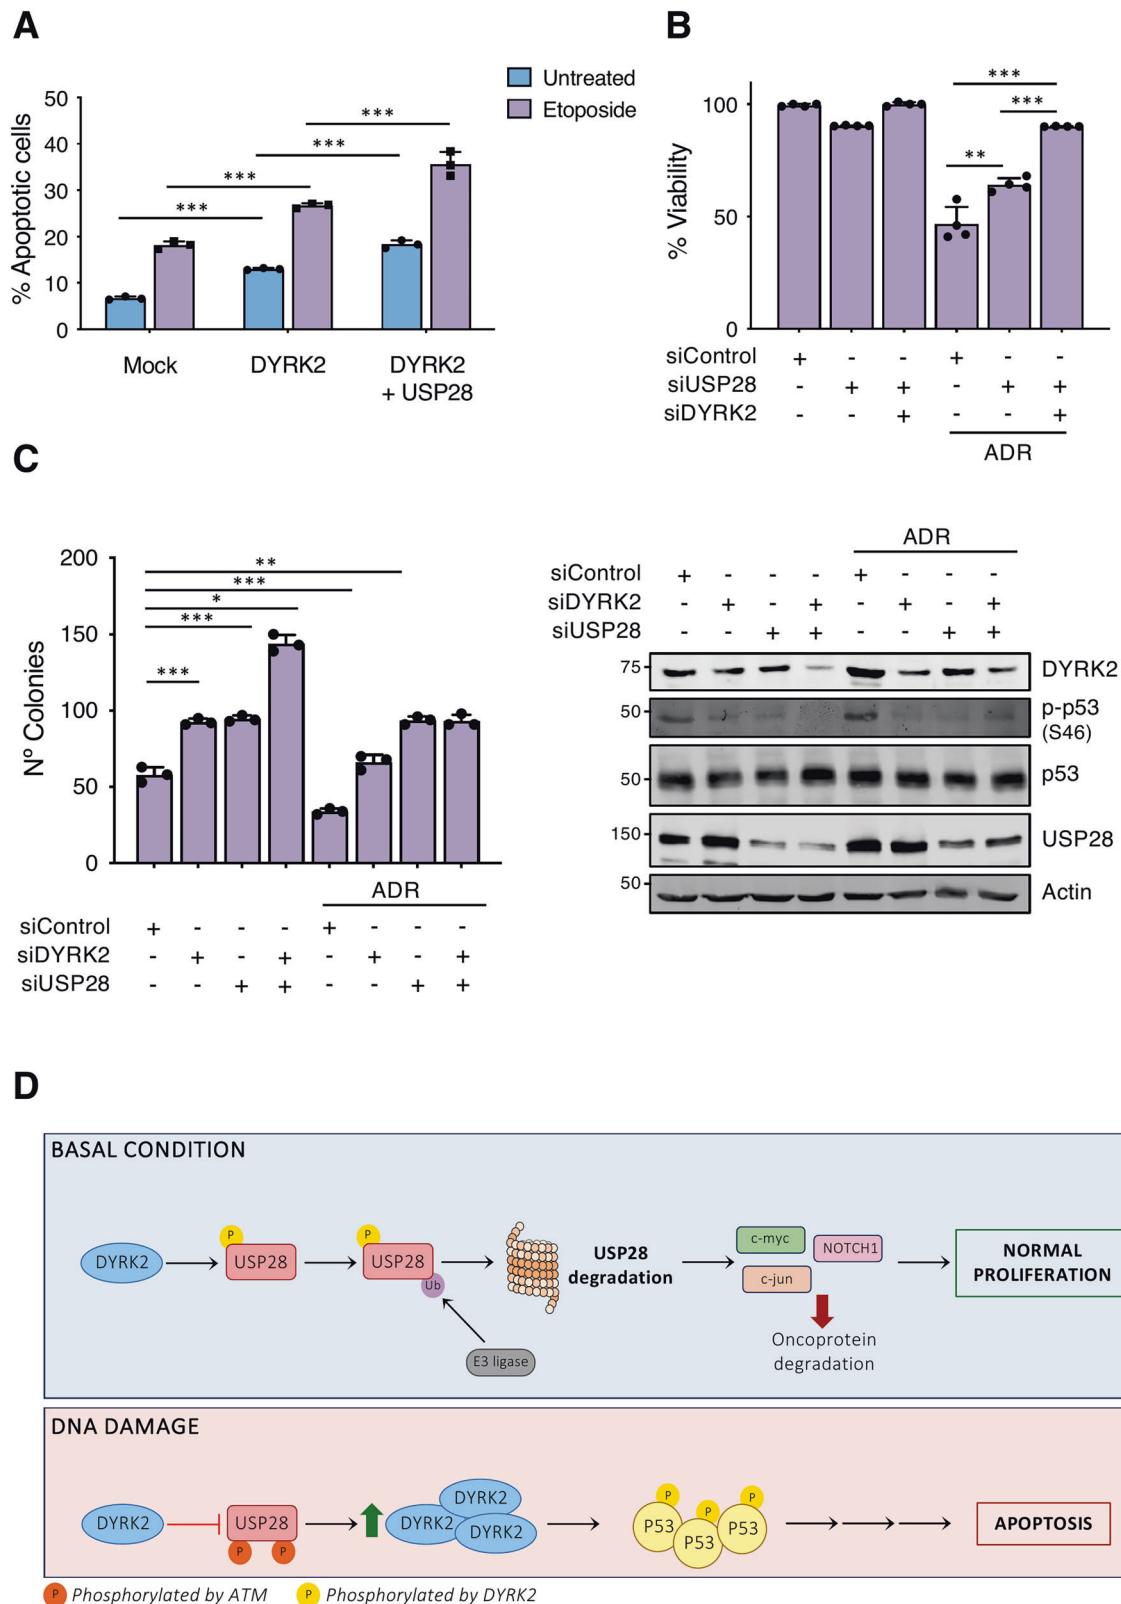 A
Untreated
Etoposide
% Apoptotic cells
50
40
30
20
10
0
***
***
***
***
Mock
DYRK2
DYRK2
+ USP28
B
% Viability
100
50
0
***
***
**
siControl + - - + - -
siUSP28 - + + - + +
siDYRK2 - - + - - +
ADR
C
Nº Colonies
200
150
100
50
0
**
***
*
***
***
ADR
siControl + - - - + - - -
siDYRK2 - + - + - + - +
siUSP28 - - + + - - + +
ADR
siControl + - - - + - - -
siDYRK2 - + - + - + - +
siUSP28 - - + + - - + +
75 DYRK2
50 p-p53
(S46)
50 p53
150 USP28
50 Actin
D
BASAL CONDITION
DYRK2
P
USP28
P
USP28
Ub
E3 ligase
USP28
degradation
c-myc
NOTCH1
c-jun
Oncoprotein
degradation
NORMAL
PROLIFERATION
DNA DAMAGE
DYRK2
USP28
P P
DYRK2
DYRK2
DYRK2
P P P
P53 P53 P53
APOPTOSIS
P Phosphorylated by ATM P Phosphorylated by DYRK2